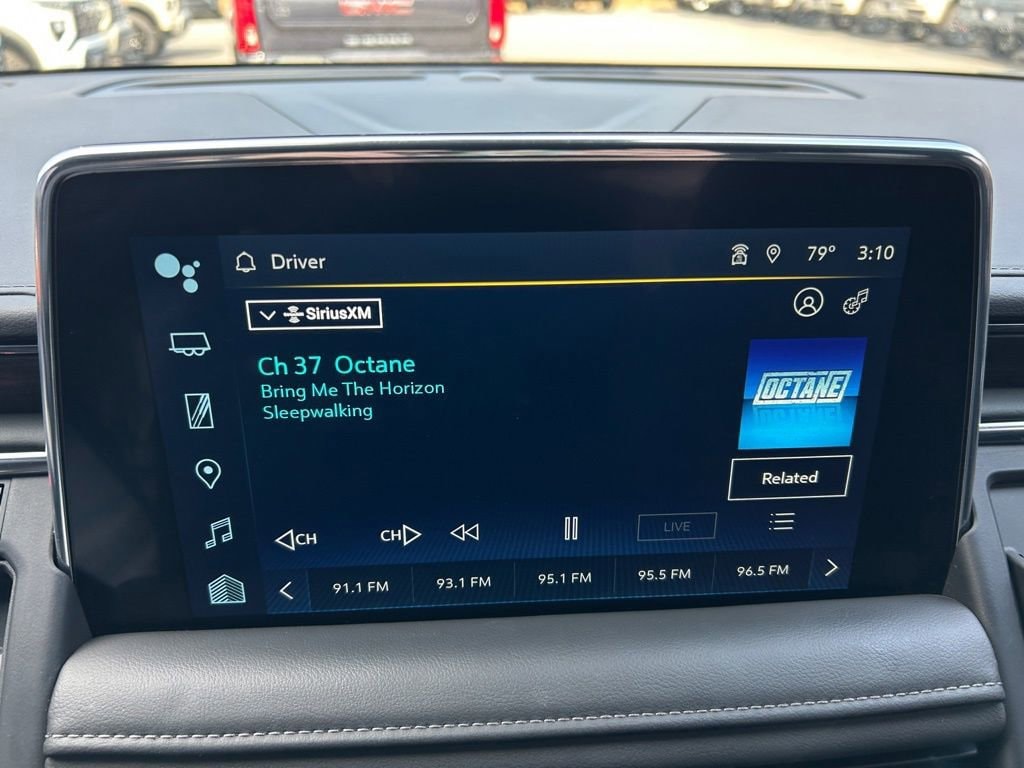 Driver 79° 3:10
SiriusXM
Ch 37 Octane
Bring Me The Horizon
Sleepwalking
OCTANE
Related
CH CH LIVE
91.1 FM 93.1 FM 95.1 FM 95.5 FM 96.5 FM